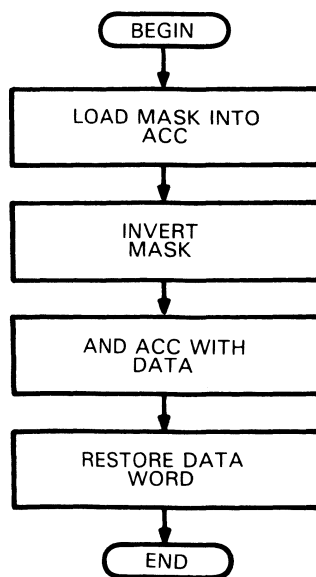 BEGIN
LOAD MASK INTO
ACC
INVERT
MASK
AND ACC WITH
DATA
RESTORE DATA
WORD
END